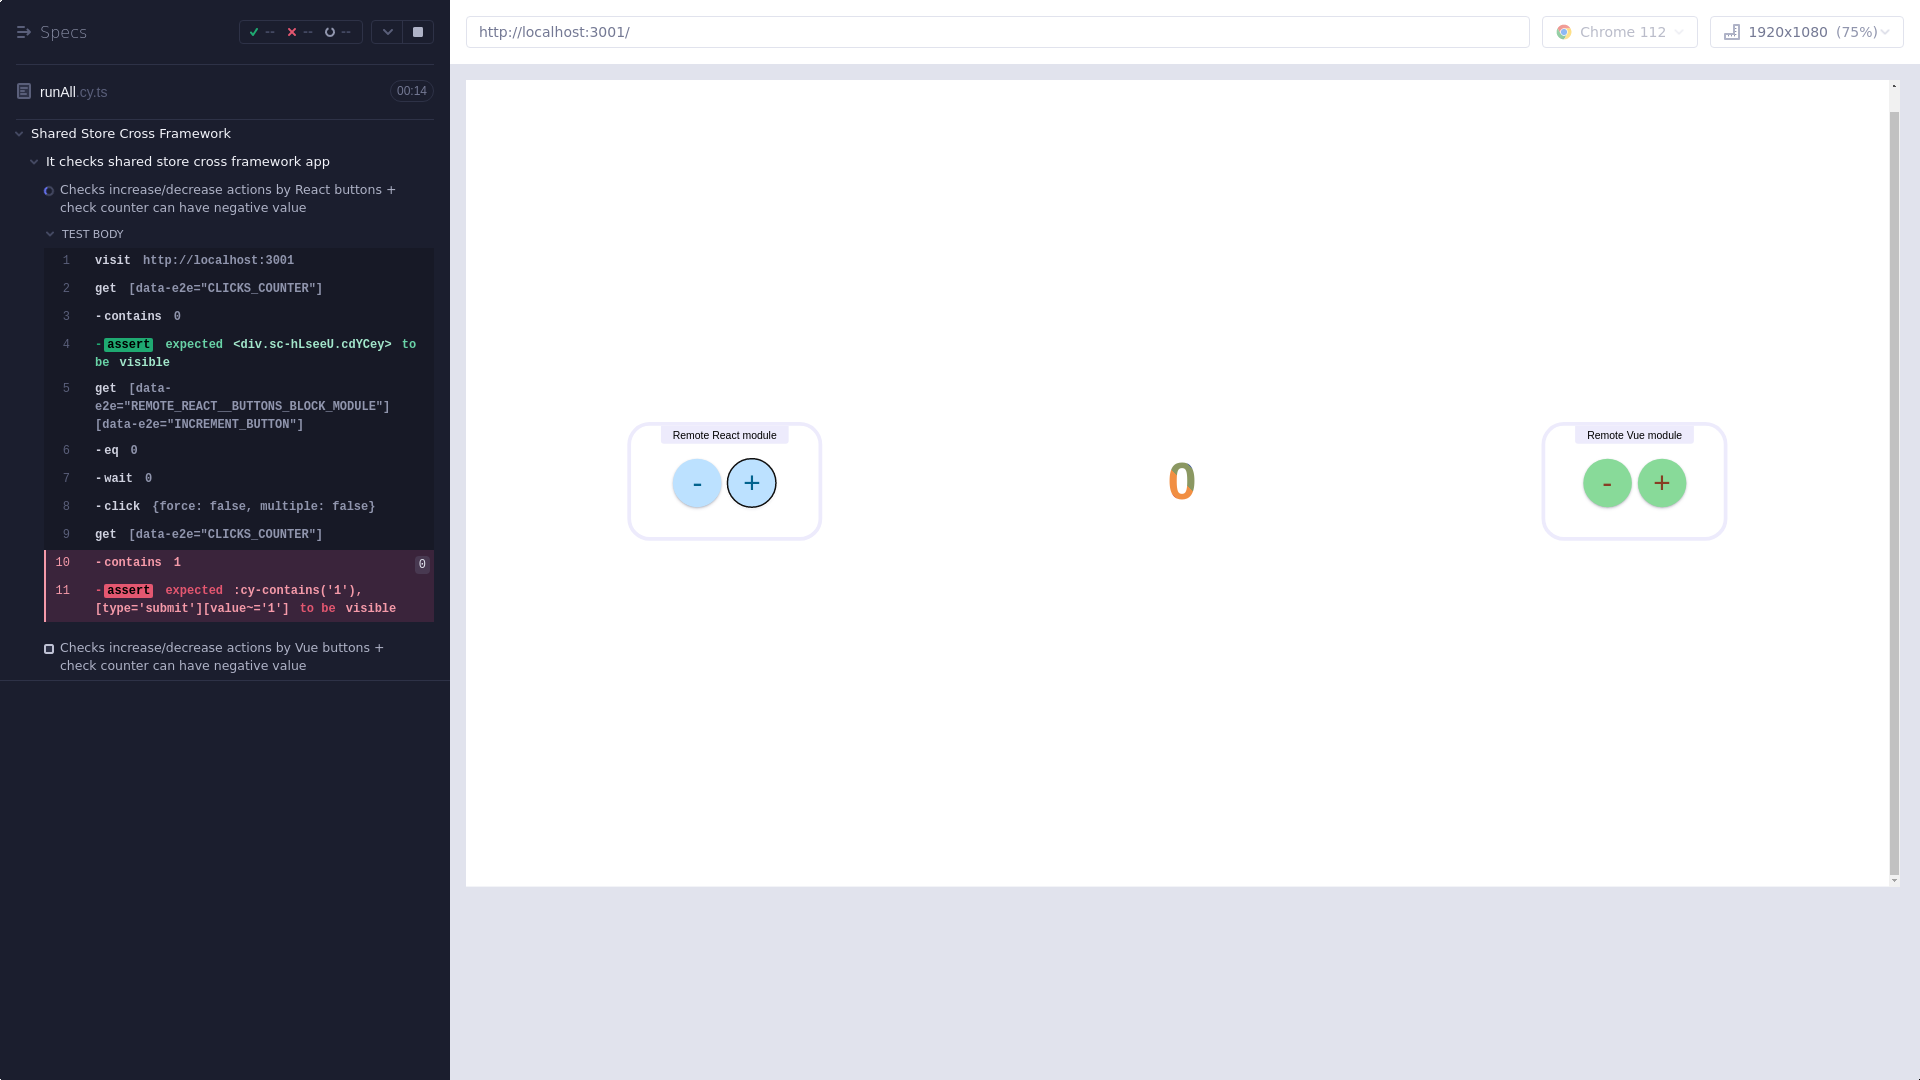 Specs
-- -- --
runAll.cy.ts 00:14
Shared Store Cross Framework
It checks shared store cross framework app
Checks increase/decrease actions by React buttons +
check counter can have negative value
TEST BODY
1 visit http://localhost:3001
2 get [data-e2e="CLICKS_COUNTER"]
3 -contains 0
4 -assert expected <div.sc-hLseeU.cdYCey> to
be visible
5 get [data-
e2e="REMOTE_REACT__BUTTONS_BLOCK_MODULE"]
[data-e2e="INCREMENT_BUTTON"]
6 -eq 0
7 -wait 0
8 -click {force: false, multiple: false}
9 get [data-e2e="CLICKS_COUNTER"]
10 -contains 1 0
11 -assert expected :cy-contains('1'),
[type='submit'][value~='1'] to be visible
Checks increase/decrease actions by Vue buttons +
check counter can have negative value
http://localhost:3001/
Chrome 112
1920x1080 (75%)
Remote React module
- +
0
Remote Vue module
- +